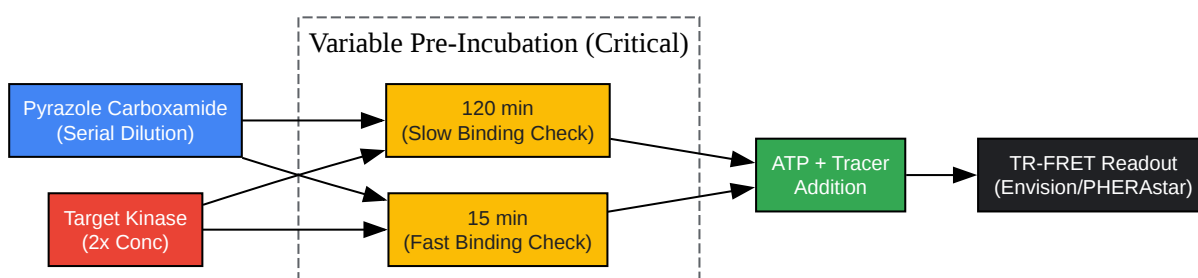 Variable Pre-Incubation (Critical)
Pyrazole Carboxamide
(Serial Dilution)
Target Kinase
(2x Conc)
120 min
(Slow Binding Check)
15 min
(Fast Binding Check)
ATP + Tracer
Addition
TR-FRET Readout
(Envision/PHERAstar)